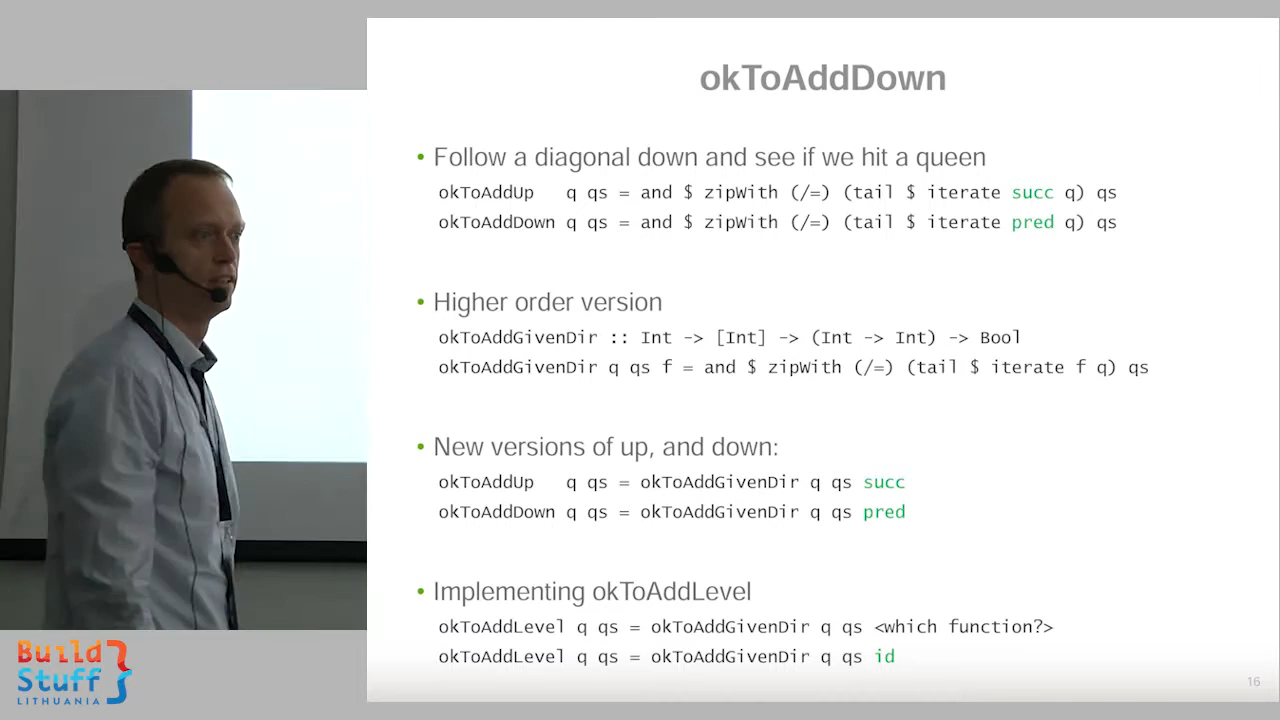 okToAddDown
• Follow a diagonal down and see if we hit a queen
okToAddUp   q qs = and $ zipWith (/=) (tail $ iterate succ q) qs
okToAddDown q qs = and $ zipWith (/=) (tail $ iterate pred q) qs
• Higher order version
okToAddGivenDir :: Int -> [Int] -> (Int -> Int) -> Bool
okToAddGivenDir q qs f = and $ zipWith (/=) (tail $ iterate f q) qs
• New versions of up, and down:
okToAddUp   q qs = okToAddGivenDir q qs succ
okToAddDown q qs = okToAddGivenDir q qs pred
• Implementing okToAddLevel
okToAddLevel q qs = okToAddGivenDir q qs <which function?>
okToAddLevel q qs = okToAddGivenDir q qs id
16
Build
Stuff
LITHUANIA